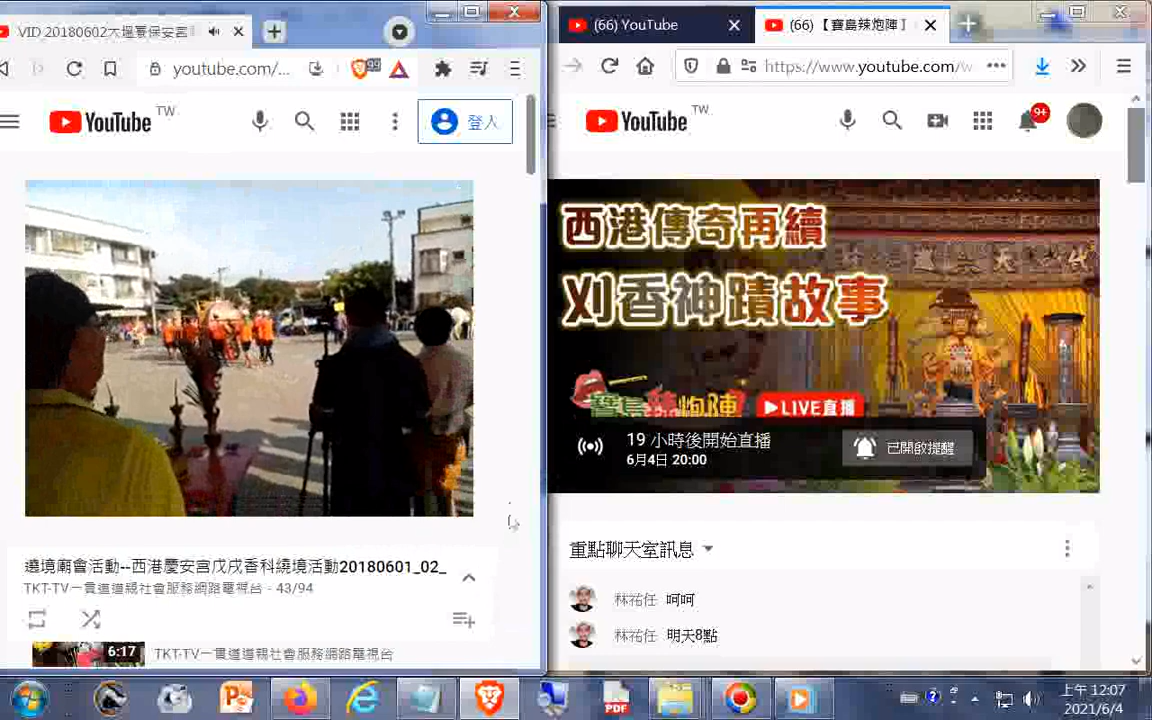 VID 20180602大塭寮保安宮
youtube.com/...
99
YouTube TW
登入
遶境廟會活動--西港慶安宮戊戌香科繞境活動20180601_02_
TKT-TV一貫道道親社會服務網路電視台 - 43/94
6:17
TKT-TV一貫道道親社會服務網路電視台
(66) YouTube
(66) 【寶島辣炮陣】
https://www.youtube.com/w
YouTube TW
9+
西港傳奇再續
刈香神蹟故事
寶島辣炮陣
LIVE直播
19 小時後開始直播
6月4日 20:00
已開啟提醒
重點聊天室訊息
林祐任 呵呵
林祐任 明天8點
PDF
上午 12:07
2021/6/4